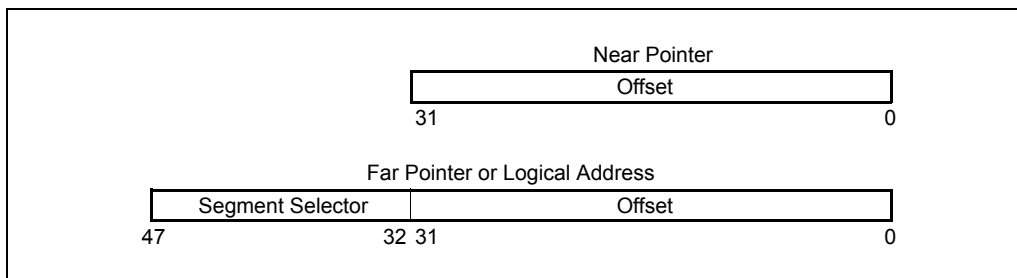 Near Pointer
Offset
31 0
Far Pointer or Logical Address
Segment Selector Offset
47 32 31 0